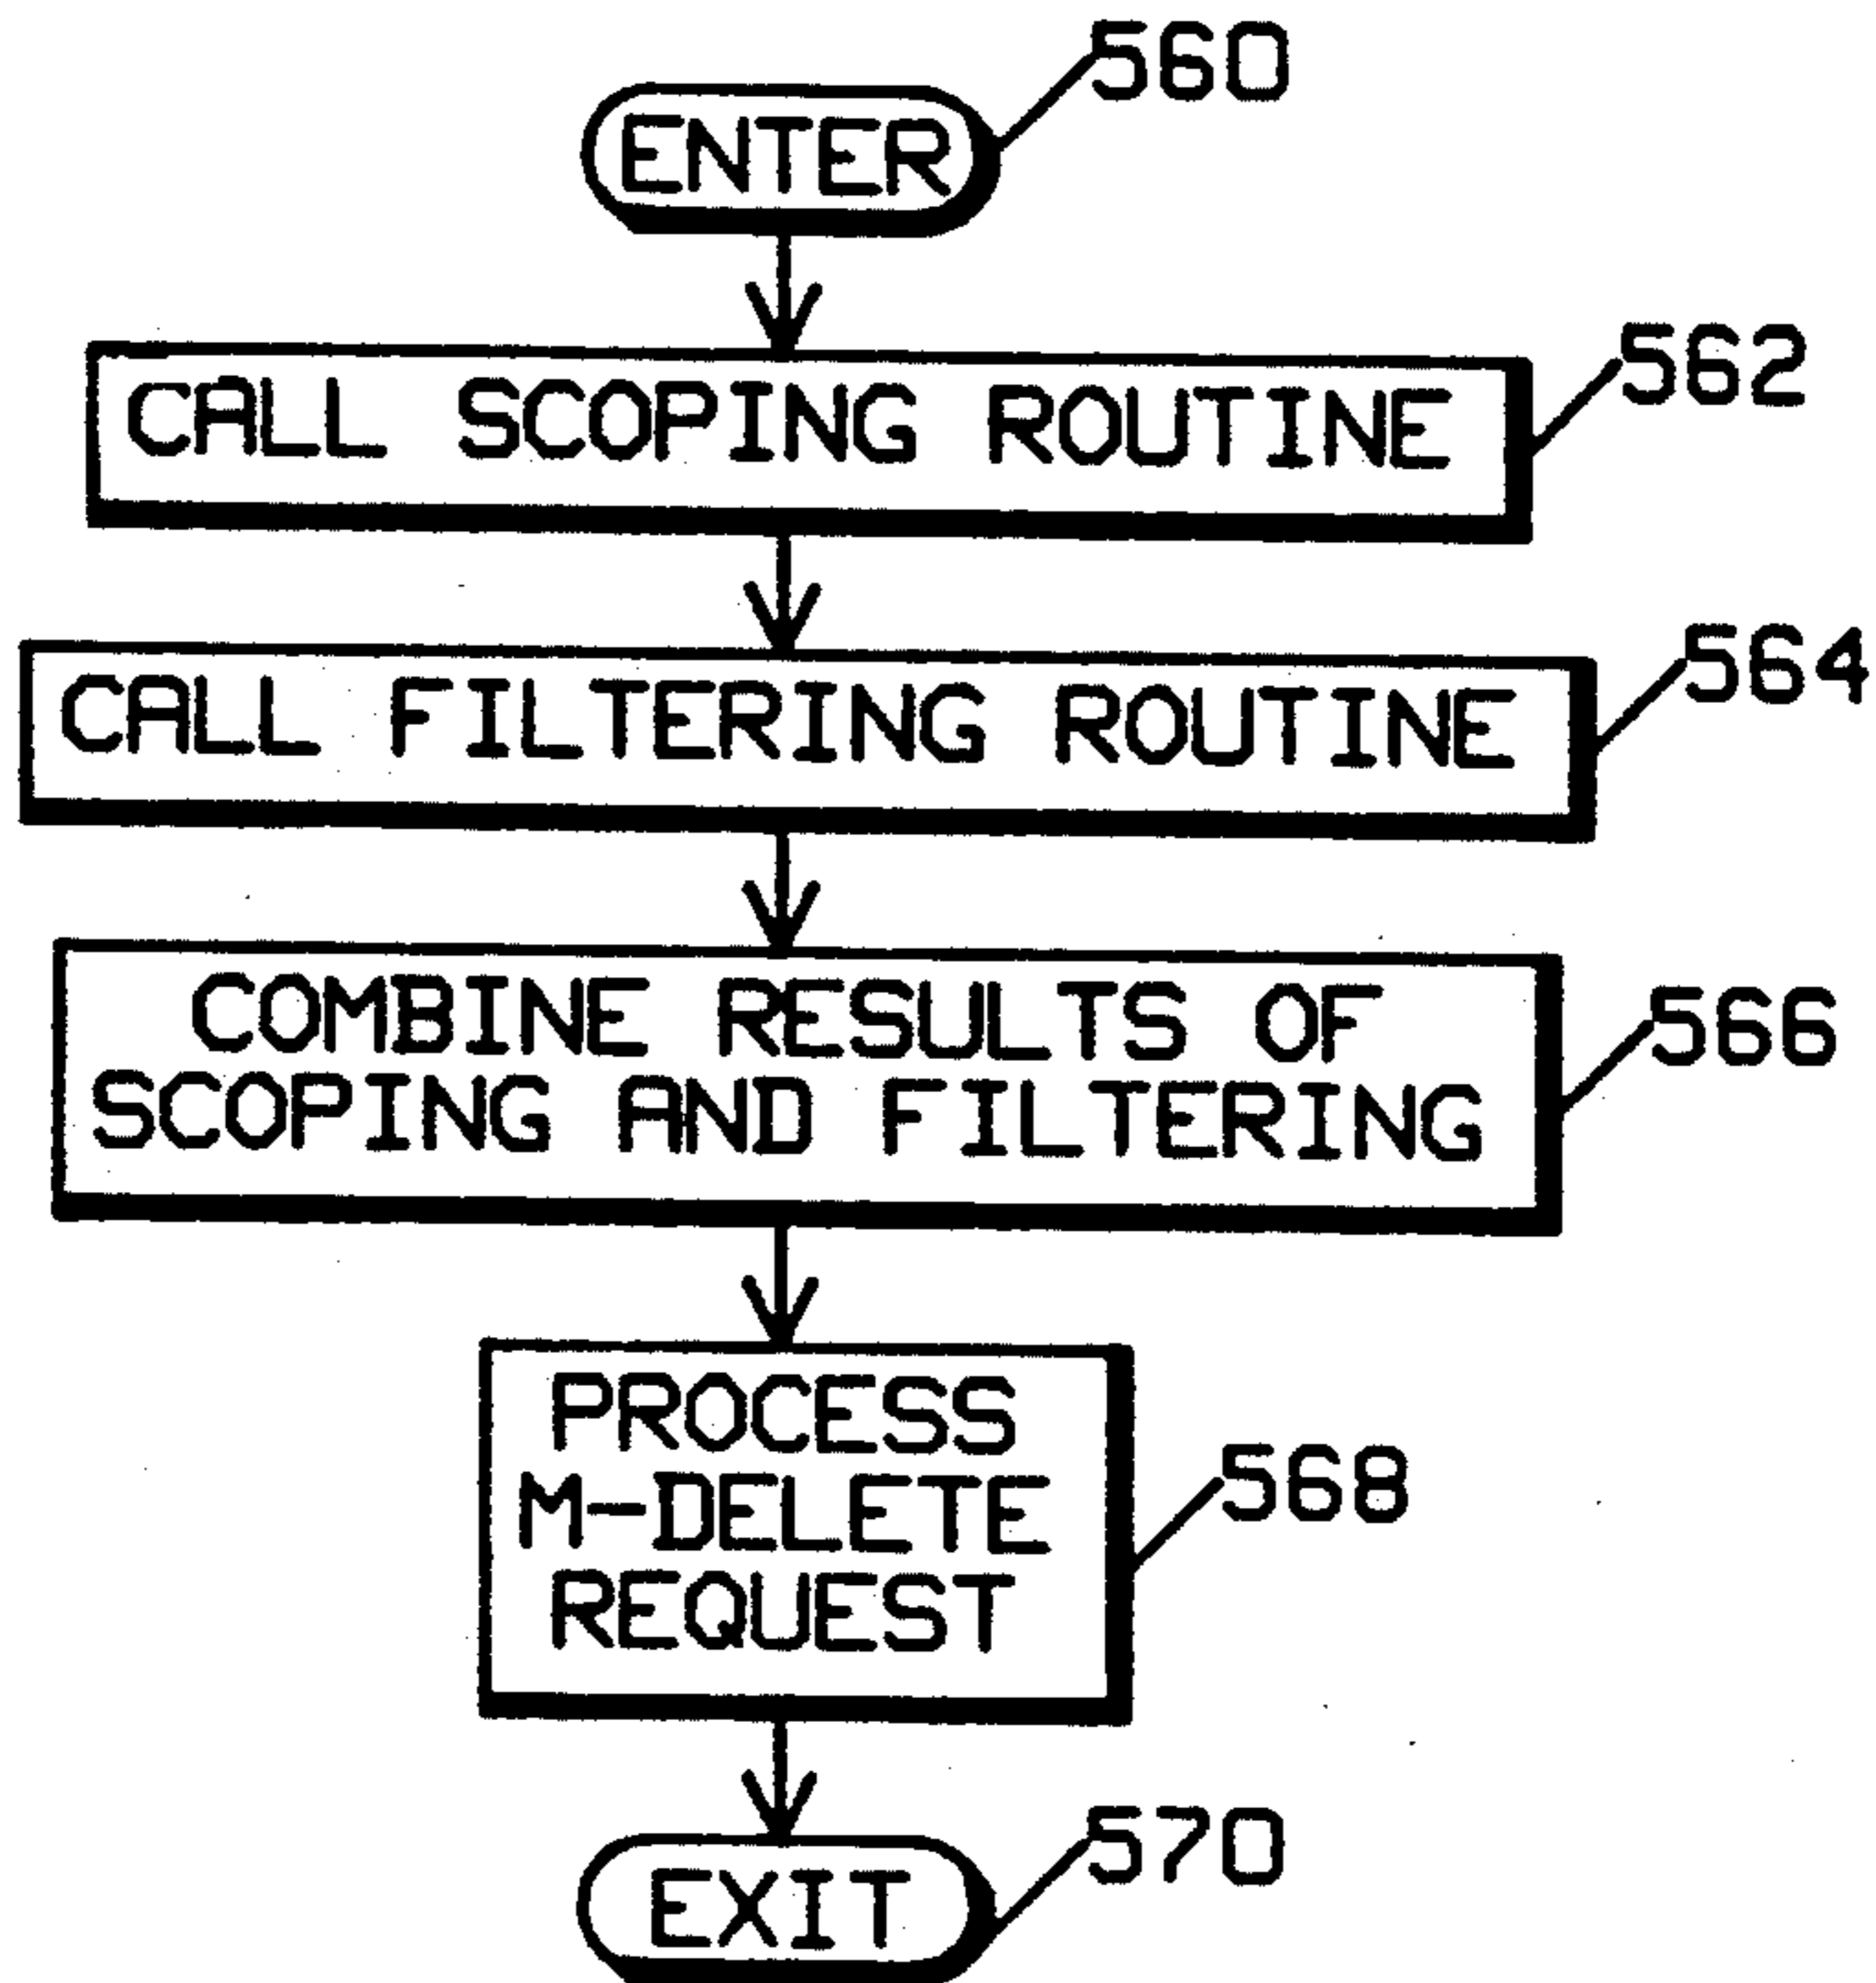 560
ENTER
562
CALL SCOPING ROUTINE
564
CALL FILTERING ROUTINE
COMBINE RESULTS OF
566
SCOPING AND FILTERING
PROCESS
M-DELETE
568
REQUEST
570
EXIT